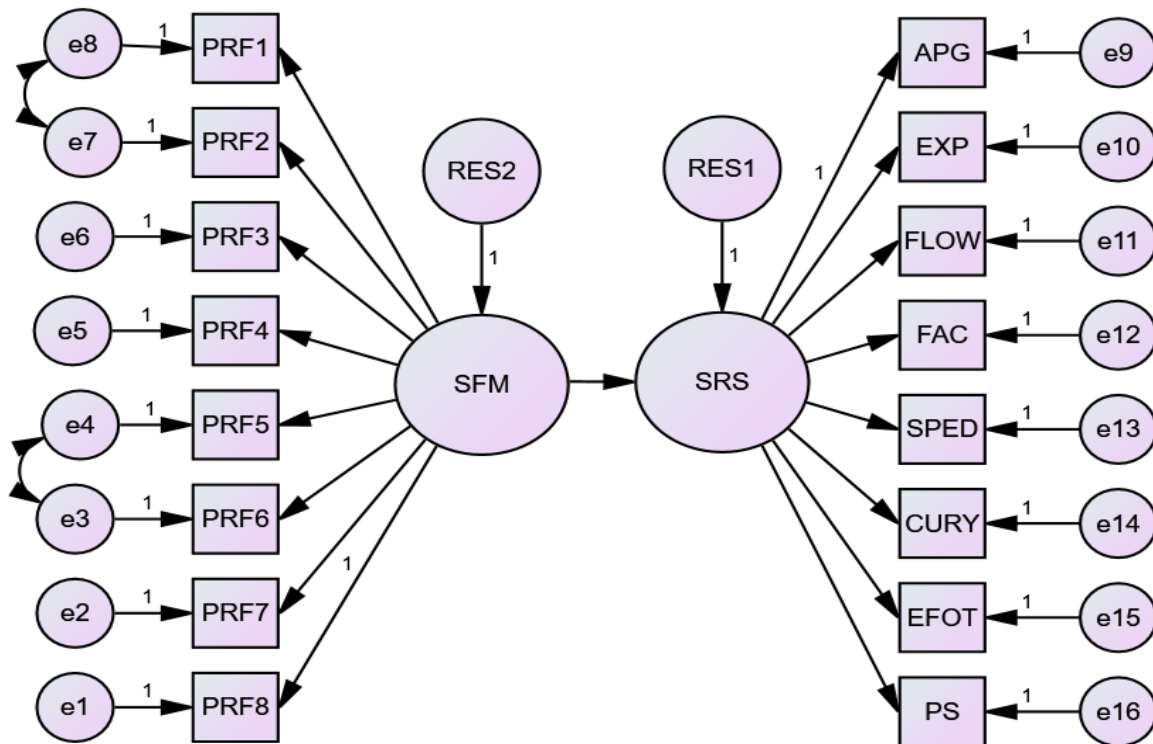 e8 1 PRF1
e7 1 PRF2
e6 1 PRF3
e5 1 PRF4
e4 1 PRF5
e3 1 PRF6
e2 1 PRF7
e1 1 PRF8
1
RES2
1
SFM
RES1
1
SRS
1
APG 1 e9
EXP 1 e10
FLOW 1 e11
FAC 1 e12
SPED 1 e13
CURY 1 e14
EFOT 1 e15
PS 1 e16